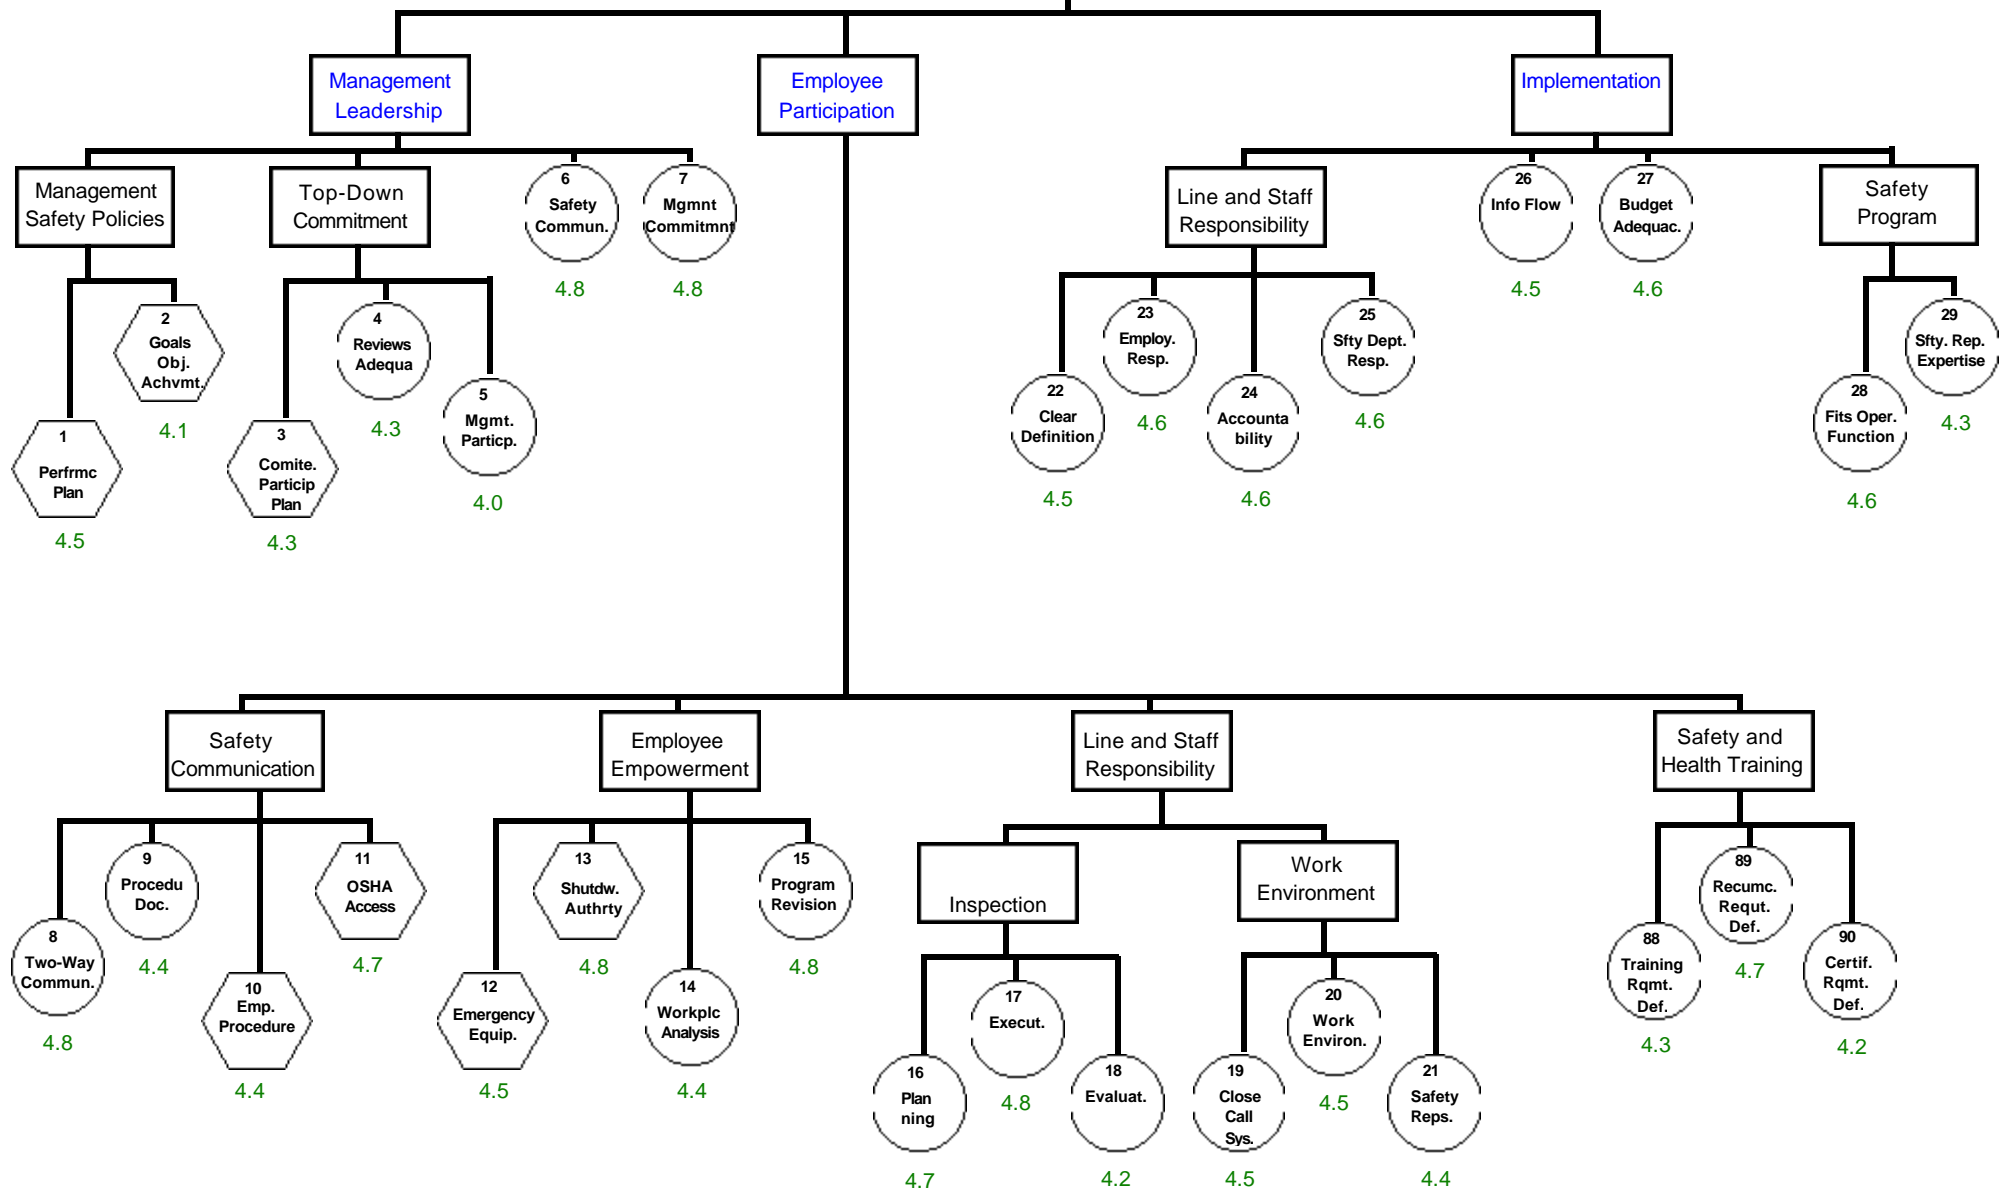 Management
Leadership
Employee
Participation
Implementation
Management
Safety Policies
Top-Down
Commitment
6
Safety
Commun.
4.8
7
Mgmnt
Commitmnt
4.8
Line and Staff
Responsibility
26
Info Flow
4.5
27
Budget
Adequac.
4.6
Safety
Program
1
Perfrmc
Plan
4.5
2
Goals
Obj.
Achvmt.
4.1
3
Comite.
Particip
Plan
4.3
4
Reviews
Adequa
4.3
5
Mgmt.
Particp.
4.0
22
Clear
Definition
4.5
23
Employ.
Resp.
4.6
24
Accounta
bility
4.6
25
Sfty Dept.
Resp.
4.6
28
Fits Oper.
Function
4.6
29
Sfty. Rep.
Expertise
4.3
Safety
Communication
Employee
Empowerment
Line and Staff
Responsibility
Safety and
Health Training
8
Two-Way
Commun.
4.8
9
Procedu
Doc.
4.4
10
Emp.
Procedure
4.4
11
OSHA
Access
4.7
12
Emergency
Equip.
4.5
13
Shutdw.
Authrty
4.8
14
Workplc
Analysis
4.4
15
Program
Revision
4.8
Inspection
Work
Environment
16
Plan
ning
4.7
17
Execut.
4.8
18
Evaluat.
4.2
19
Close
Call
Sys.
4.5
20
Work
Environ.
4.5
21
Safety
Reps.
4.4
88
Training
Rqmt.
Def.
4.3
89
Recumc.
Requt.
Def.
4.7
90
Certif.
Rqmt.
Def.
4.2